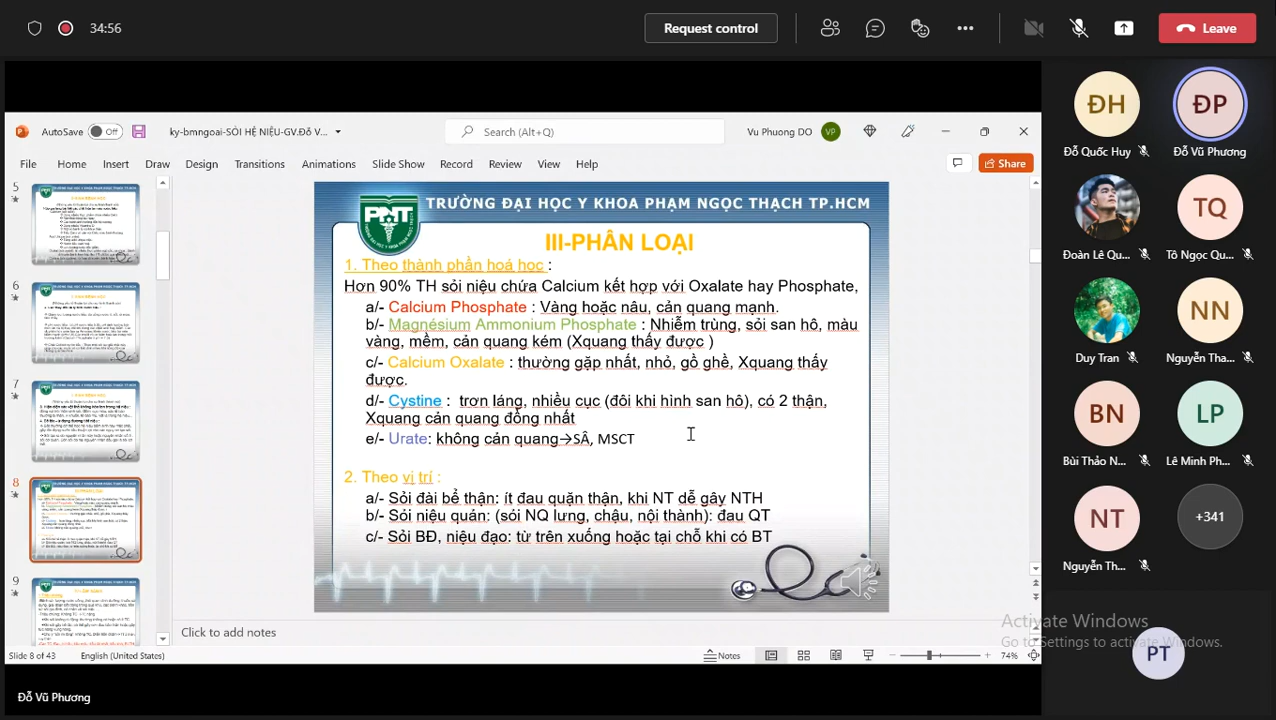 34:56
Request control
Leave
AutoSave Off
ky-bmngoai-SỎI HỆ NIỆU-GV.Đỗ V...
Search (Alt+Q)
Vu Phuong DO
VP
File Home Insert Draw Design Transitions Animations Slide Show Record Review View Help
Share
5
6
7
8
9
TRƯỜNG ĐẠI HỌC Y KHOA PHẠM NGỌC THẠCH TP.HCM
PNT
III-PHÂN LOẠI
1. Theo thành phần hoá học :
Hơn 90% TH sỏi niệu chứa Calcium kết hợp với Oxalate hay Phosphate,
a/- Calcium Phosphate : Vàng hoặc nâu, cản quang mạnh.
b/- Magnésium Ammonium Phosphate : Nhiễm trùng, sỏi san hô, màu
vàng, mềm, cản quang kém (Xquang thấy được )
c/- Calcium Oxalate : thường gặp nhất, nhỏ, gồ ghề, Xquang thấy
được.
d/- Cystine : trơn láng, nhiều cục (đôi khi hình san hô), có 2 thận,
Xquang cản quang đồng nhất
e/- Urate: không cản quang→SÂ, MSCT
2. Theo vị trí :
a/- Sỏi đài bể thận: đau quặn thận, khi NT dễ gây NTH
b/- Sỏi niệu quản (sỏi NQ lưng, chậu, nội thành): đau QT
c/- Sỏi BĐ, niệu đạo: từ trên xuống hoặc tại chỗ khi có BT
Click to add notes
Slide 8 of 43
English (United States)
Notes
74%
Đỗ Vũ Phương
ĐH
Đỗ Quốc Huy
ĐP
Đỗ Vũ Phương
Đoàn Lê Qu...
TQ
Tô Ngọc Qu...
Duy Tran
NN
Nguyễn Tha...
BN
Bùi Thảo N...
LP
Lê Minh Ph...
NT
Nguyễn Th...
+341
PT
Activate Windows
Go to Settings to activate Windows.